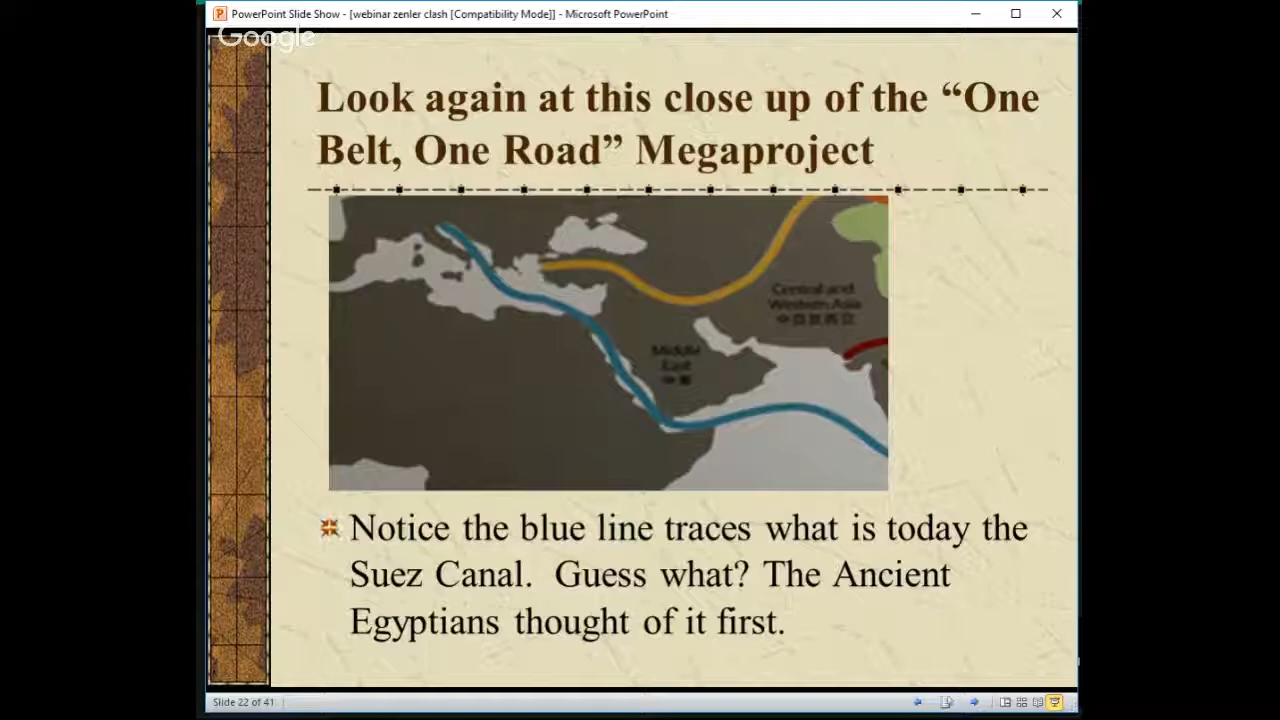 PowerPoint Slide Show - [webinar zenler clash [Compatibility Mode]] - Microsoft PowerPoint
Google
Look again at this close up of the “One
Belt, One Road” Megaproject
Central and
Western Asia
Middle
East
中東
Notice the blue line traces what is today the
Suez Canal.  Guess what? The Ancient
Egyptians thought of it first.
Slide 22 of 41